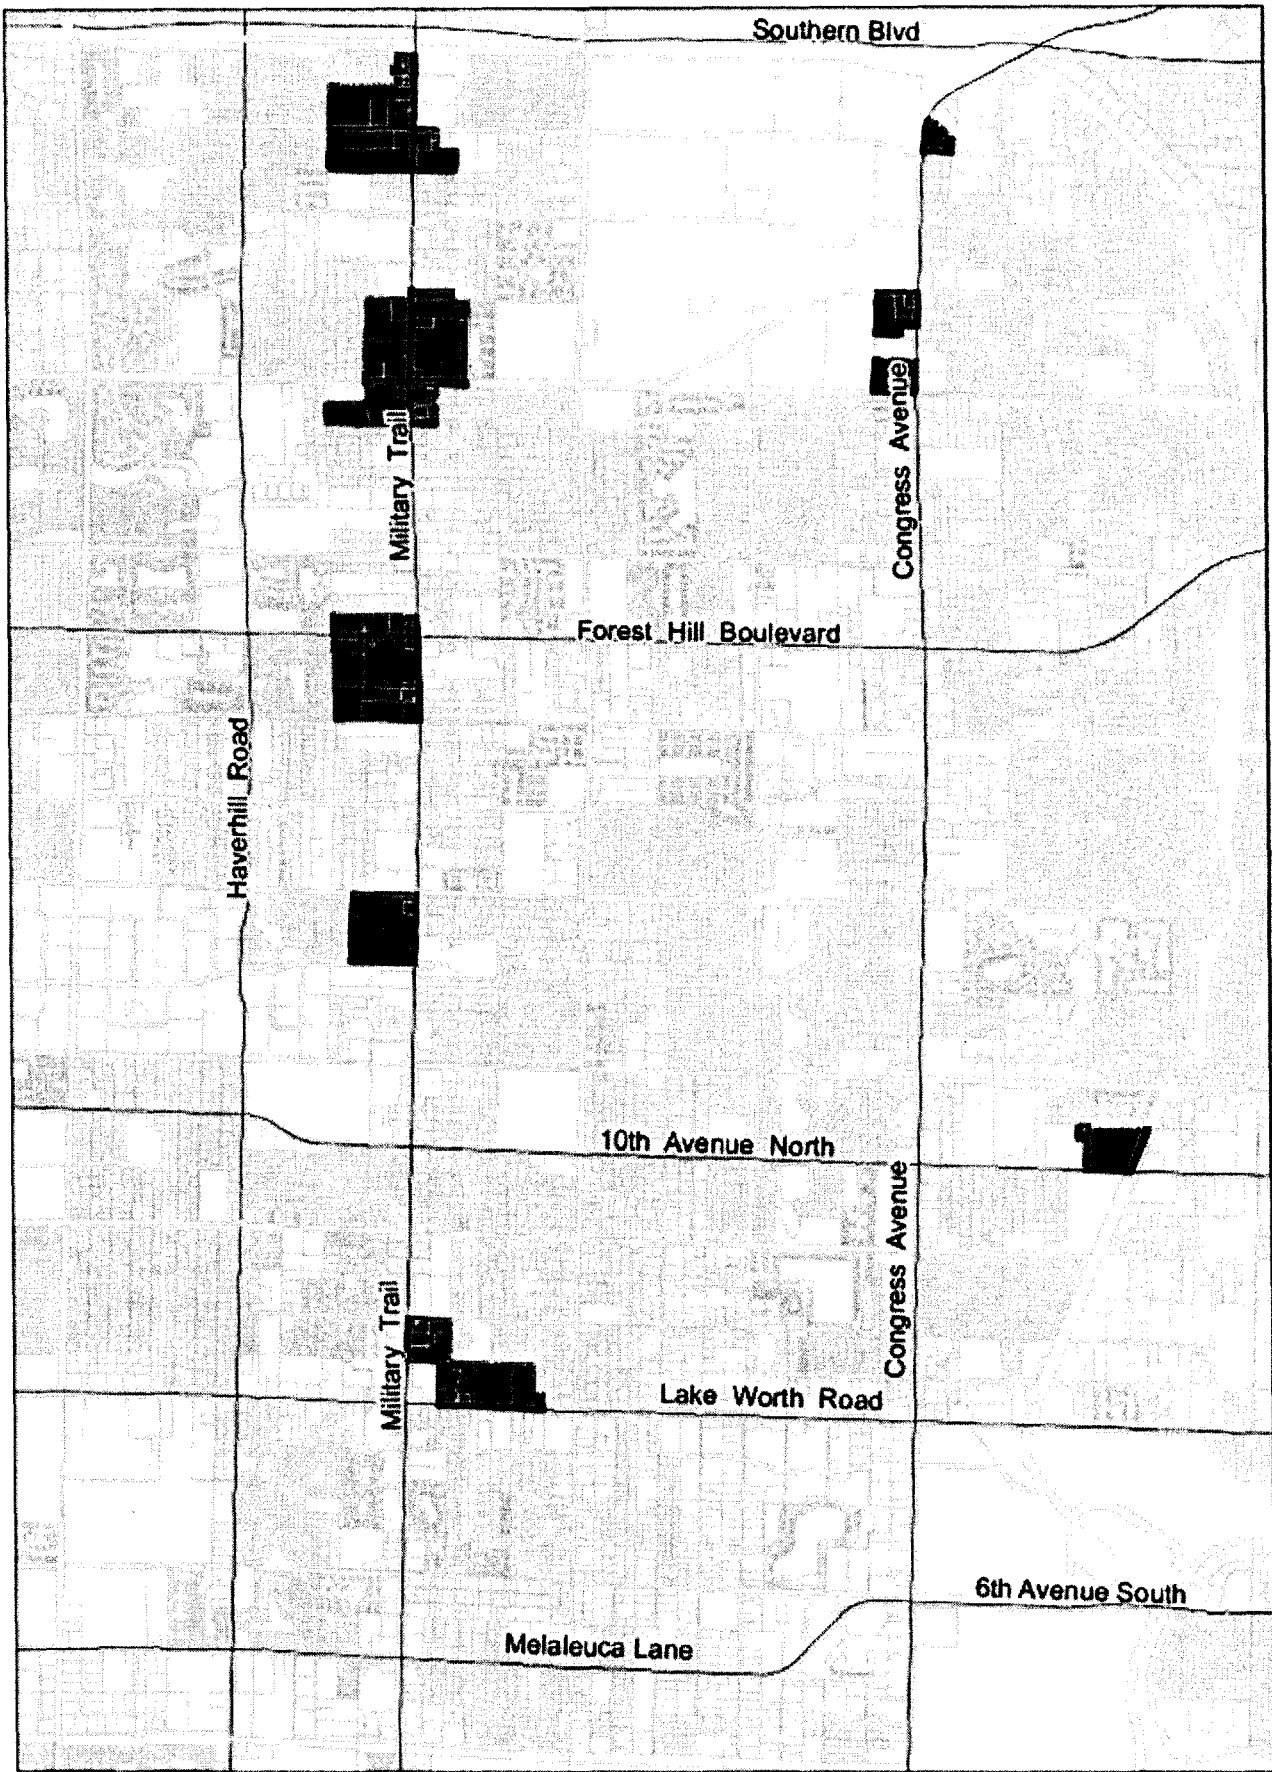 Southern Blvd
Military Trail
Congress Avenue
Forest Hill Boulevard
Haverhill Road
10th Avenue North
Congress Avenue
Military Trail
Lake Worth Road
6th Avenue South
Melaleuca Lane